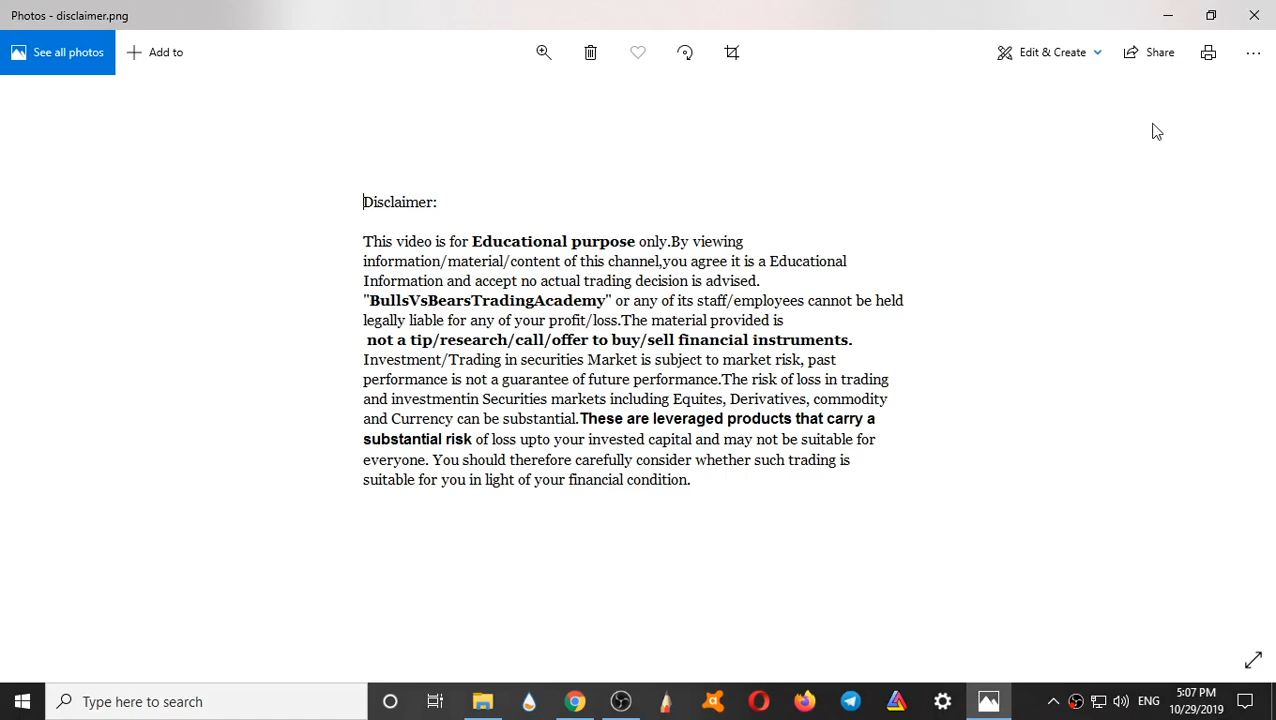 Photos - disclaimer.png
See all photos
Add to
Edit & Create
Share
Disclaimer:
This video is for Educational purpose only.By viewing
information/material/content of this channel,you agree it is a Educational
Information and accept no actual trading decision is advised.
"BullsVsBearsTradingAcademy" or any of its staff/employees cannot be held
legally liable for any of your profit/loss.The material provided is
not a tip/research/call/offer to buy/sell financial instruments.
Investment/Trading in securities Market is subject to market risk, past
performance is not a guarantee of future performance.The risk of loss in trading
and investmentin Securities markets including Equites, Derivatives, commodity
and Currency can be substantial.These are leveraged products that carry a
substantial risk of loss upto your invested capital and may not be suitable for
everyone. You should therefore carefully consider whether such trading is
suitable for you in light of your financial condition.
Type here to search
ENG
5:07 PM
10/29/2019